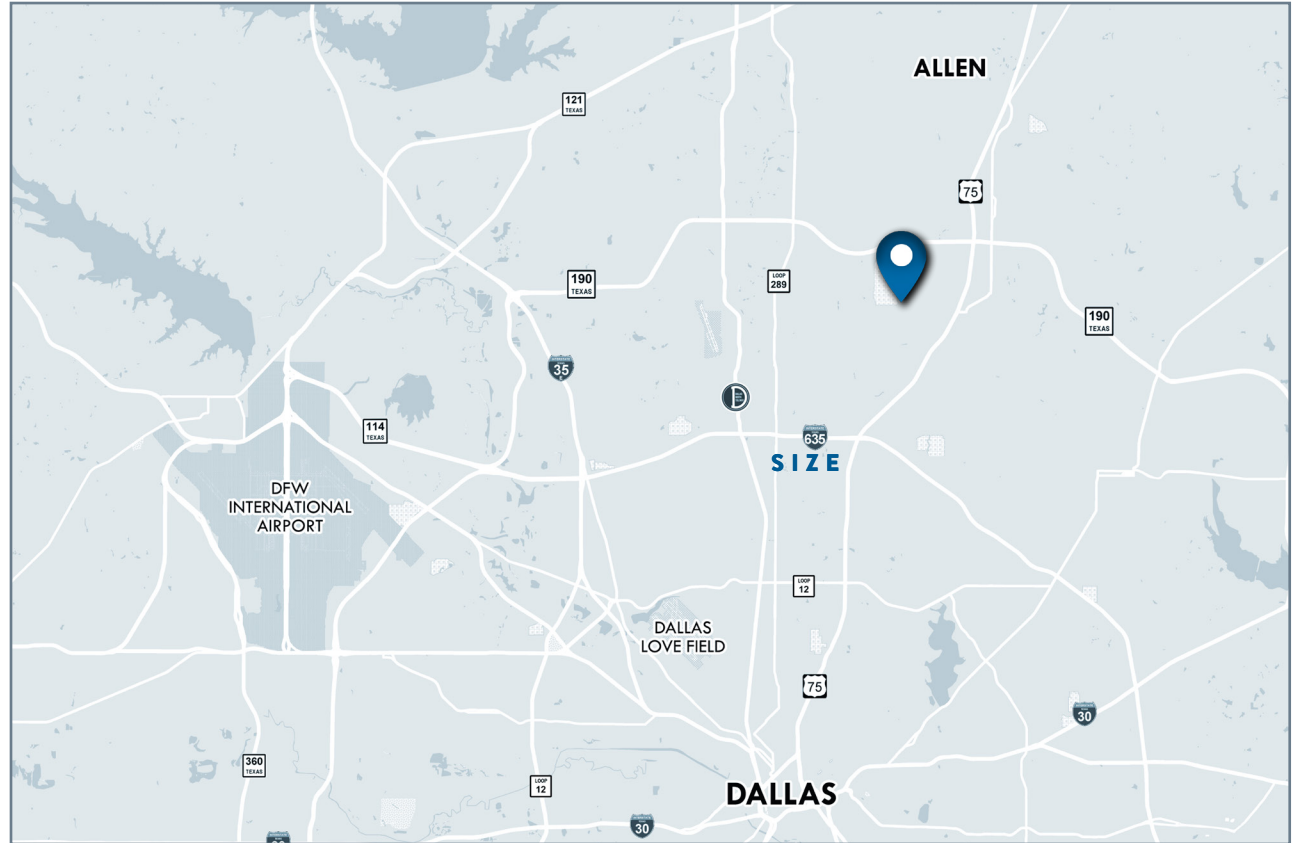 ALLEN
121
TEXAS
75
190
TEXAS
LOOP
289
190
TEXAS
35
114
TEXAS
635
SIZE
DFW
INTERNATIONAL
AIRPORT
LOOP
12
DALLAS
LOVE FIELD
75
30
360
TEXAS
LOOP
12
DALLAS
30